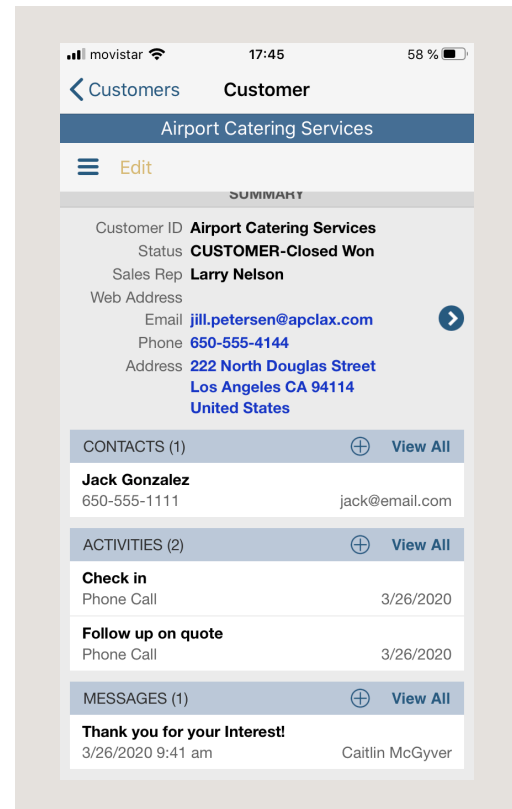 movistar 17:45 58 %
Customers Customer
Airport Catering Services
Edit
SUMMARY
Customer ID Airport Catering Services
Status CUSTOMER-Closed Won
Sales Rep Larry Nelson
Web Address
Email jill.petersen@apclax.com
Phone 650-555-4144
Address 222 North Douglas Street
Los Angeles CA 94114
United States
CONTACTS (1) View All
Jack Gonzalez
650-555-1111 jack@email.com
ACTIVITIES (2) View All
Check in
Phone Call 3/26/2020
Follow up on quote
Phone Call 3/26/2020
MESSAGES (1) View All
Thank you for your Interest!
3/26/2020 9:41 am Caitlin McGyver